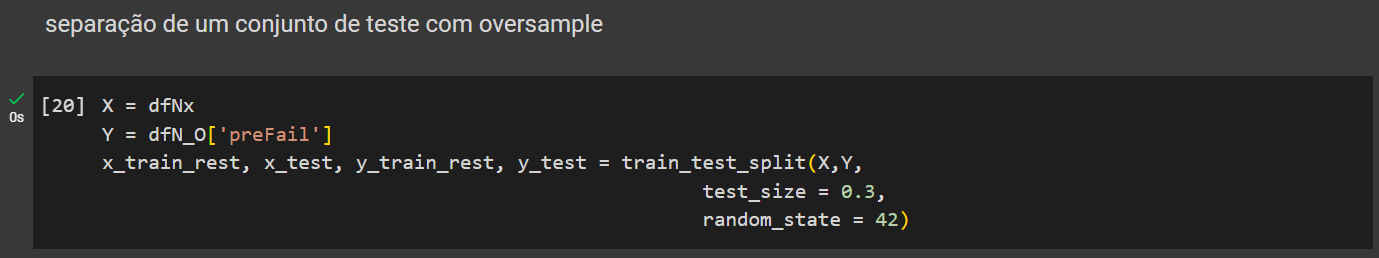 separação de um conjunto de teste com oversample
[20] X = dfNx
0s
Y = dfN_O['preFail']
x_train_rest, x_test, y_train_rest, y_test = train_test_split(X,Y,
test_size = 0.3,
random_state = 42)